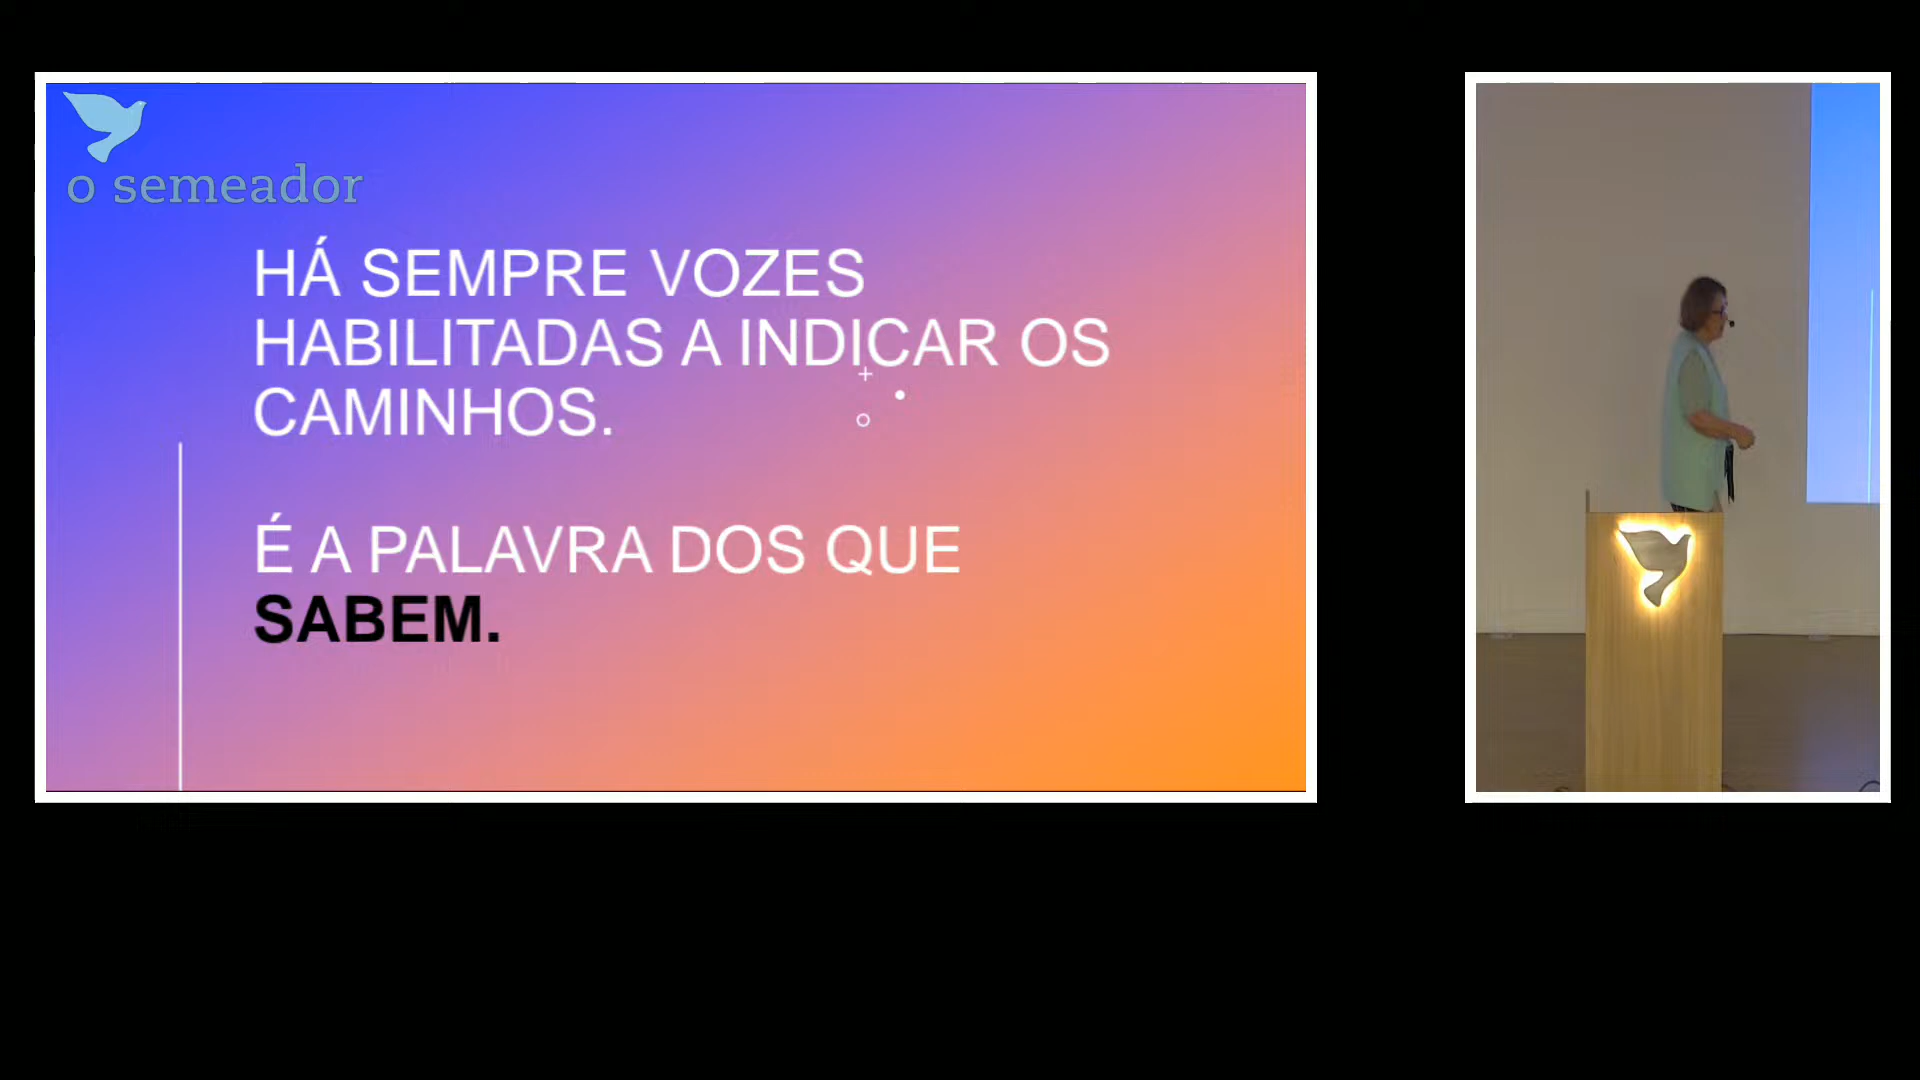 o semeador
HÁ SEMPRE VOZES
HABILITADAS A INDICAR OS
CAMINHOS.
É A PALAVRA DOS QUE
SABEM.